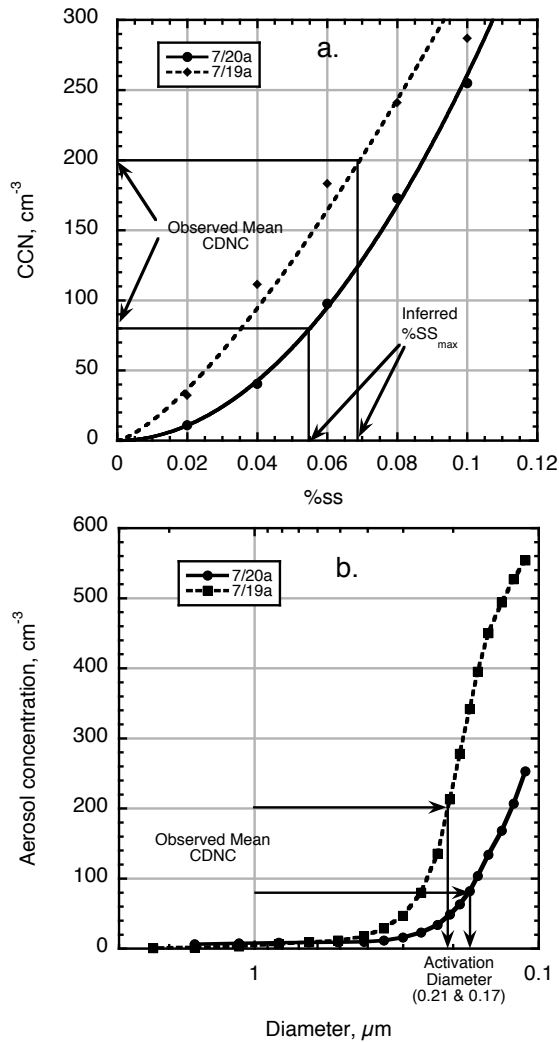 a.
7/20a
7/19a
300
250
200
150
100
50
0
CCN, cm-3
Observed Mean
CDNC
Inferred
%SSmax
0 0.02 0.04 0.06 0.08 0.1 0.12
%ss
b.
7/20a
7/19a
600
500
400
300
200
100
0
Aerosol concentration, cm-3
Observed Mean
CDNC
1 0.1
Activation
Diameter
(0.21 & 0.17)
Diameter, µm